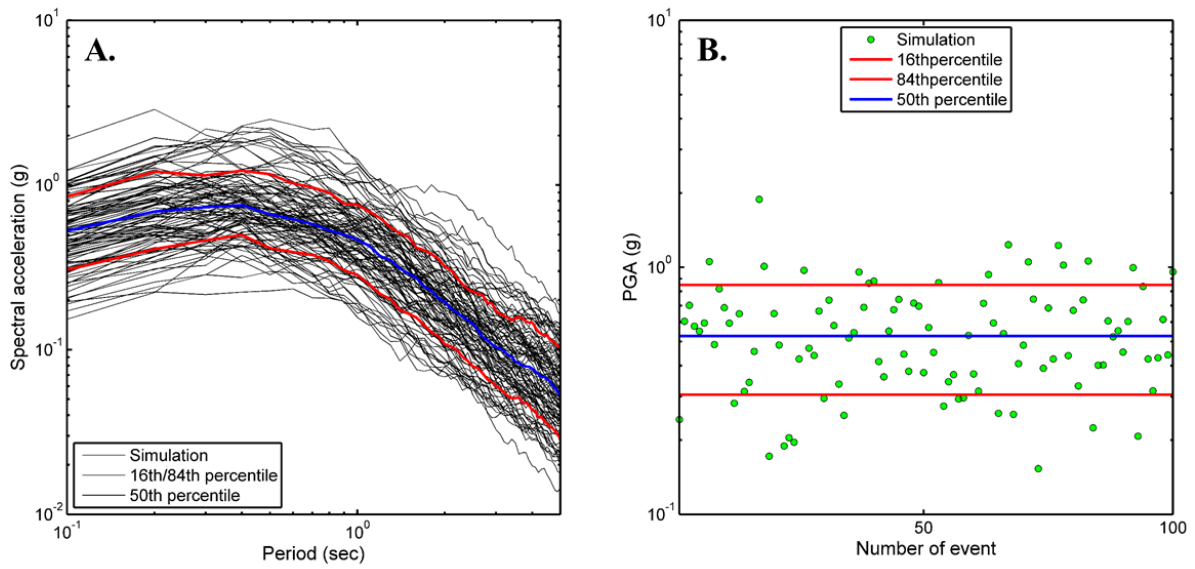 A.
10^1
10^0
10^-1
10^-2
Spectral acceleration (g)
Simulation
16th/84th percentile
50th percentile
10^-1
10^0
Period (sec)
B.
10^1
10^0
10^-1
PGA (g)
Simulation
16thpercentile
84thpercentile
50th percentile
50
100
Number of event